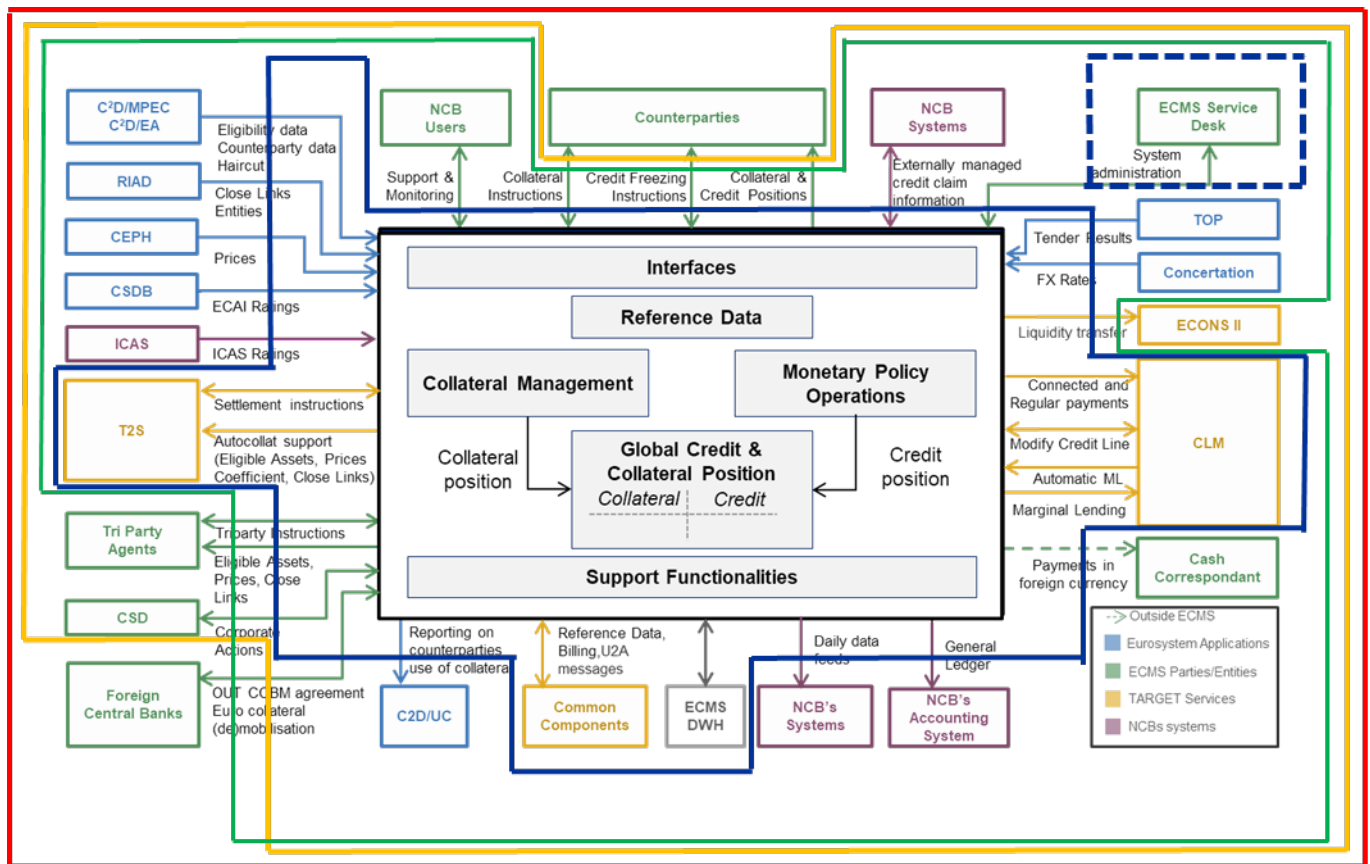 C²D/MPEC
C²D/EA
Eligibility data
Counterparty data
Haircut
RIAD
Close Links
Entities
CEPH
Prices
CSDB
ECAI Ratings
ICAS
ICAS Ratings
T2S
Settlement instructions
Autocollat support
(Eligible Assets, Prices
Coefficient, Close Links)
Tri Party
Agents
Triparty Instructions
Eligible Assets,
Prices, Close
Links
CSD
Corporate
Actions
Foreign
Central Banks
OUT CCBM agreement
Euro collateral
(de)mobilisation
NCB
Users
Support &
Monitoring
Counterparties
Collateral
Instructions
Credit Freezing
Instructions
Collateral &
Credit Positions
NCB
Systems
Externally managed
credit claim
information
ECMS Service
Desk
System
administration
TOP
Tender Results
Concertation
FX Rates
ECONS II
Liquidity transfer
CLM
Connected and
Regular payments
Modify Credit Line
Automatic ML
Marginal Lending
Cash
Correspondant
Payments in
foreign currency
Interfaces
Reference Data
Collateral Management
Monetary Policy
Operations
Global Credit &
Collateral Position
Collateral
Credit
Collateral
position
Credit
position
Support Functionalities
Reporting on
counterparties
use of collateral
C2D/UC
Reference Data,
Billing,U2A
messages
Common
Components
ECMS
DWH
Daily data
feeds
NCB's
Systems
General
Ledger
NCB's
Accounting
System
Outside ECMS
Eurosystem Applications
ECMS Parties/Entities
TARGET Services
NCBs systems